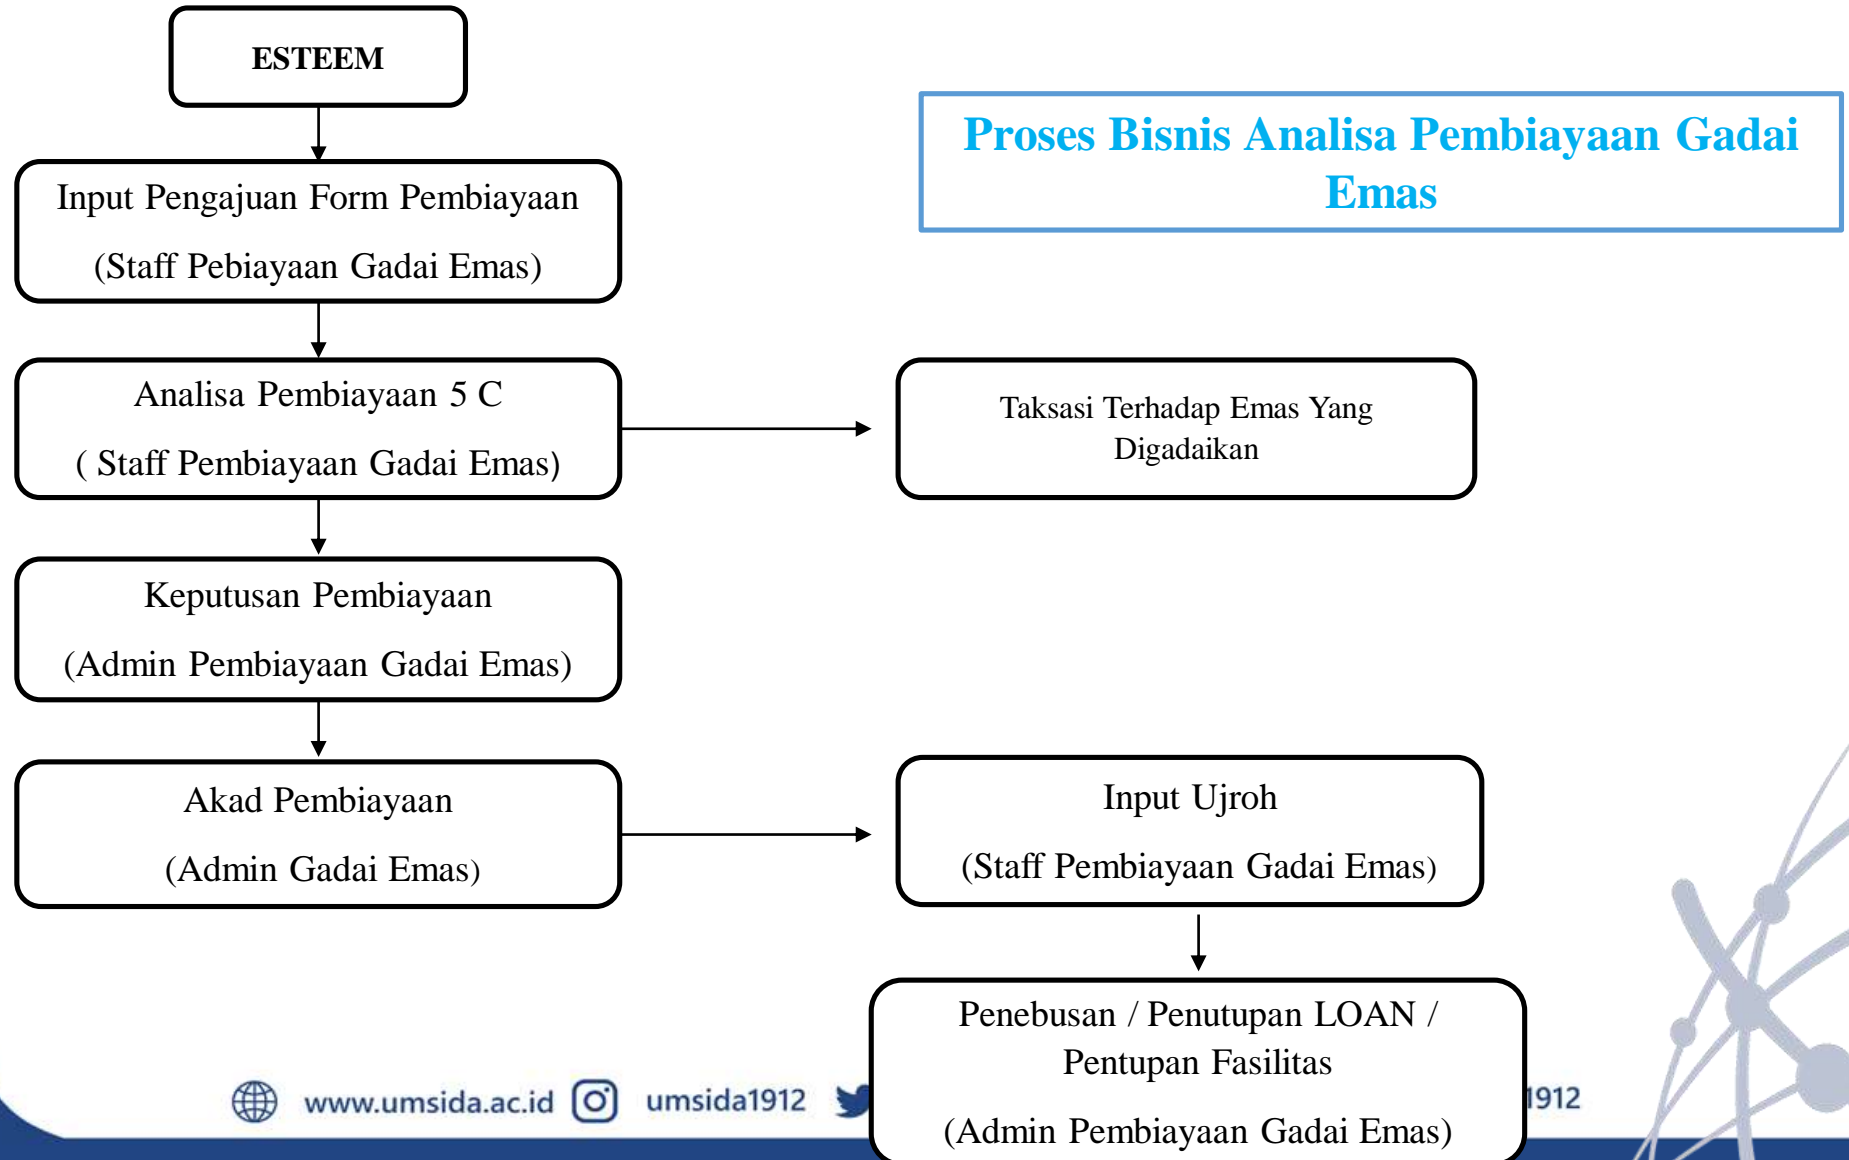 ESTEEM
Proses Bisnis Analisa Pembiayaan Gadai
Emas
Input Pengajuan Form Pembiayaan
(Staff Pebiayaan Gadai Emas)
Analisa Pembiayaan 5 C
( Staff Pembiayaan Gadai Emas)
Taksasi Terhadap Emas Yang
Digadaikan
Keputusan Pembiayaan
(Admin Pembiayaan Gadai Emas)
Akad Pembiayaan
(Admin Gadai Emas)
Input Ujroh
(Staff Pembiayaan Gadai Emas)
Penebusan / Penutupan LOAN /
Pentupan Fasilitas
(Admin Pembiayaan Gadai Emas)
www.umsida.ac.id umsida1912 1912